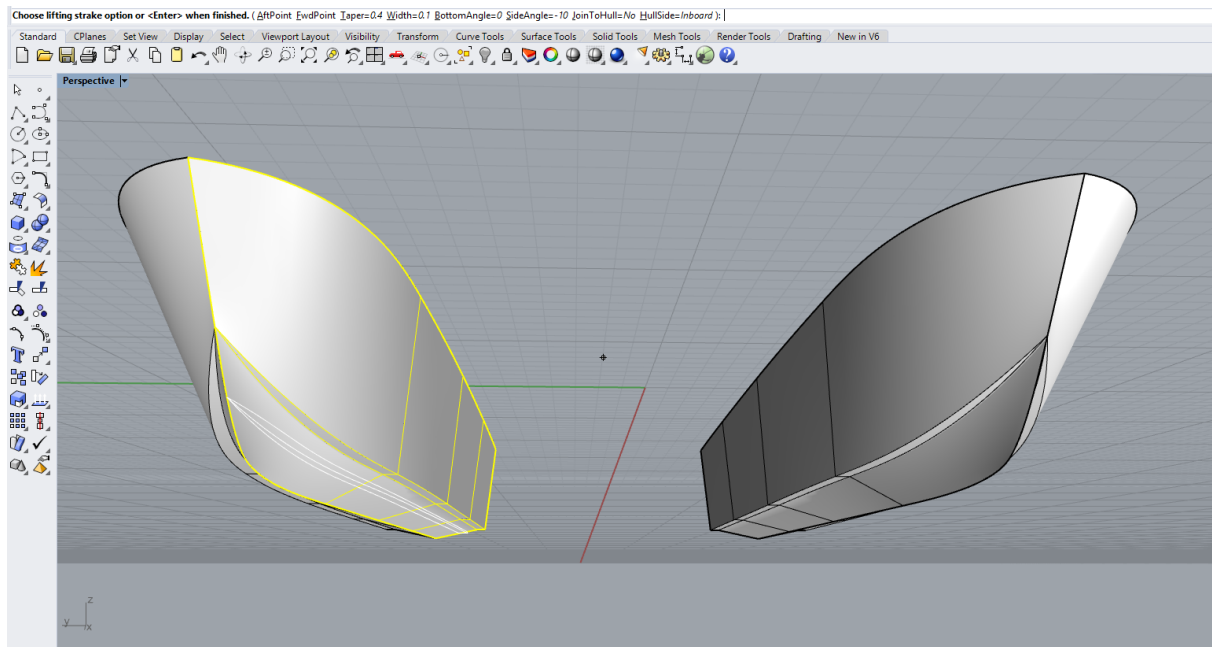 Choose lifting strake option or <Enter> when finished. ( AftPoint FwdPoint Taper=0.4 Width=0.1 BottomAngle=0 SideAngle=-10 JoinToHull=No HullSide=Inboard ):
Standard CPlanes Set View Display Select Viewport Layout Visibility Transform Curve Tools Surface Tools Solid Tools Mesh Tools Render Tools Drafting New in V6
Perspective
z
y x